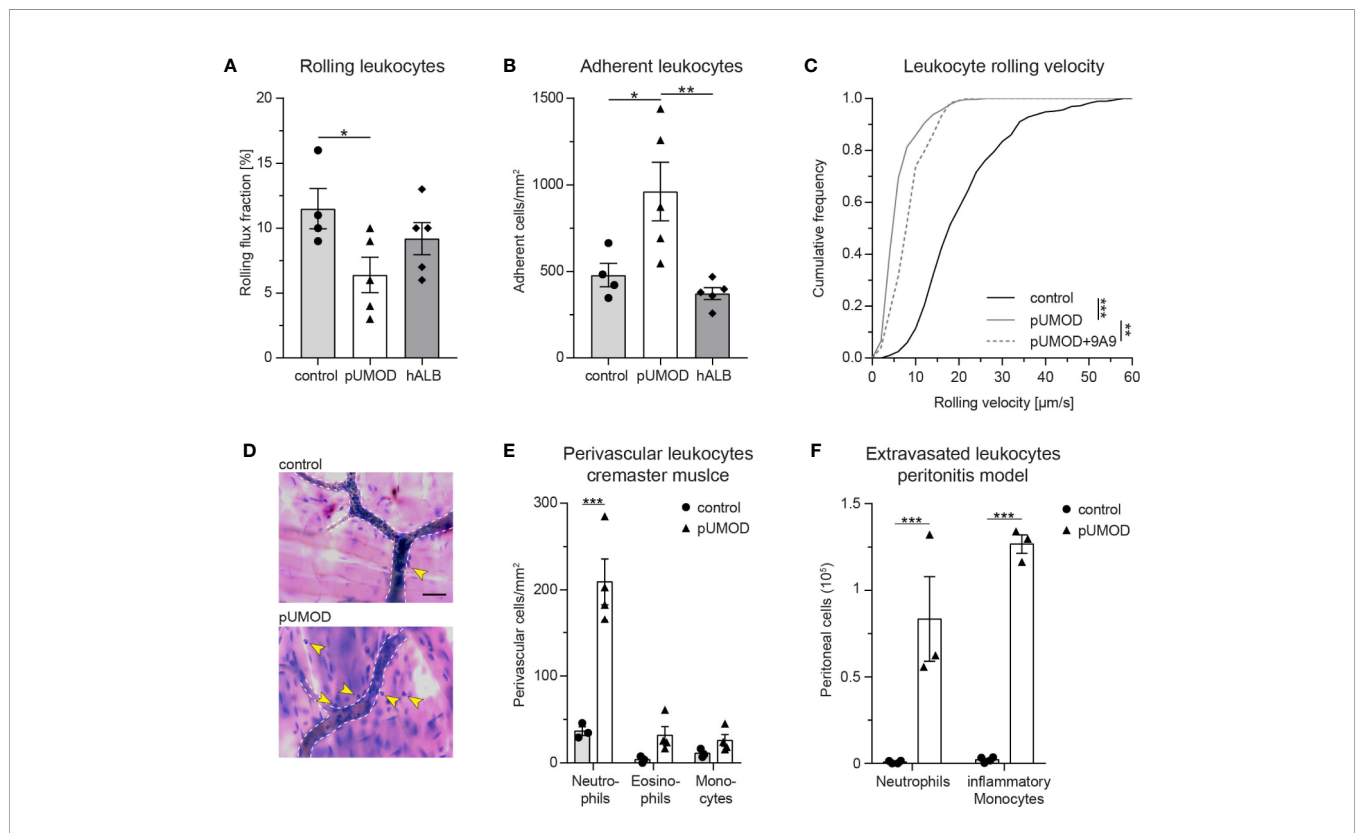 A Rolling leukocytes
Rolling flux fraction [%]
20
15
10
5
0
*
control pUMOD hALB
B Adherent leukocytes
Adherent cells/mm²
1500
1000
500
0
* **
control pUMOD hALB
C Leukocyte rolling velocity
Cumulative frequency
1.0
0.8
0.6
0.4
0.2
0.0
control
pUMOD
pUMOD+9A9
***
**
0 10 20 30 40 50 60
Rolling velocity [µm/s]
D
control
pUMOD
E Perivascular leukocytes
cremaster muslce
Perivascular cells/mm²
300
200
100
0
***
control
pUMOD
Neutro- Eosino- Mono-
phils phils cytes
F Extravasated leukocytes
peritonitis model
Peritoneal cells (10⁵)
1.5
1
0.5
0
*** ***
control
pUMOD
Neutrophils inflammatory
Monocytes